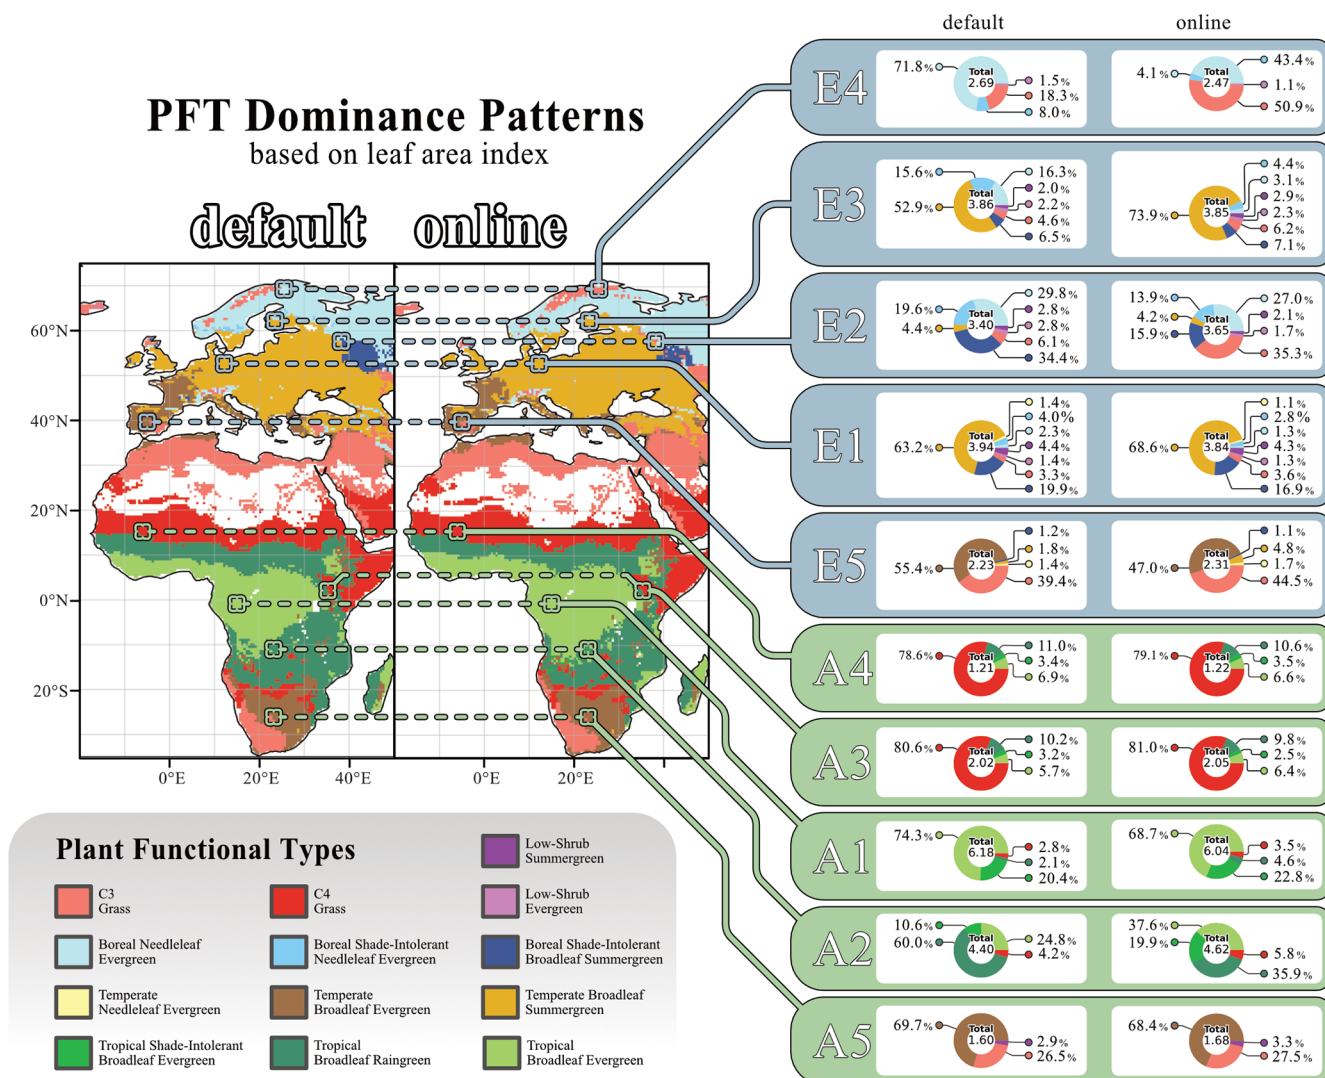 default
online
PFT Dominance Patterns
based on leaf area index
default
online
60°N
40°N
20°N
0°N
20°S
0°E
20°E
40°E
0°E
20°E
E4
71.8%
Total
2.69
1.5%
18.3%
8.0%
4.1%
Total
2.47
43.4%
1.1%
50.9%
E3
15.6%
52.9%
Total
3.86
16.3%
2.0%
2.2%
4.6%
6.5%
73.9%
Total
3.85
4.4%
3.1%
2.9%
2.3%
6.2%
7.1%
E2
19.6%
4.4%
Total
3.40
29.8%
2.8%
2.8%
6.1%
34.4%
13.9%
4.2%
15.9%
Total
3.65
27.0%
2.1%
1.7%
35.3%
E1
63.2%
Total
3.94
1.4%
4.0%
2.3%
4.4%
1.4%
3.3%
19.9%
68.6%
Total
3.84
1.1%
2.8%
1.3%
4.3%
1.3%
3.6%
16.9%
E5
55.4%
Total
2.23
1.2%
1.8%
1.4%
39.4%
47.0%
Total
2.31
1.1%
4.8%
1.7%
44.5%
A4
78.6%
Total
1.21
11.0%
3.4%
6.9%
79.1%
Total
1.22
10.6%
3.5%
6.6%
A3
80.6%
Total
2.02
10.2%
3.2%
5.7%
81.0%
Total
2.05
9.8%
2.5%
6.4%
A1
74.3%
Total
6.18
2.8%
2.1%
20.4%
68.7%
Total
6.04
3.5%
4.6%
22.8%
A2
10.6%
60.0%
Total
4.40
24.8%
4.2%
37.6%
19.9%
Total
4.62
5.8%
35.9%
A5
69.7%
Total
1.60
2.9%
26.5%
68.4%
Total
1.68
3.3%
27.5%
Plant Functional Types
Low-Shrub
Summergreen
C3
Grass
C4
Grass
Low-Shrub
Evergreen
Boreal Needleleaf
Evergreen
Boreal Shade-Intolerant
Needleleaf Evergreen
Boreal Shade-Intolerant
Broadleaf Summergreen
Temperate
Needleleaf Evergreen
Temperate
Broadleaf Evergreen
Temperate Broadleaf
Summergreen
Tropical Shade-Intolerant
Broadleaf Evergreen
Tropical
Broadleaf Raingreen
Tropical
Broadleaf Evergreen